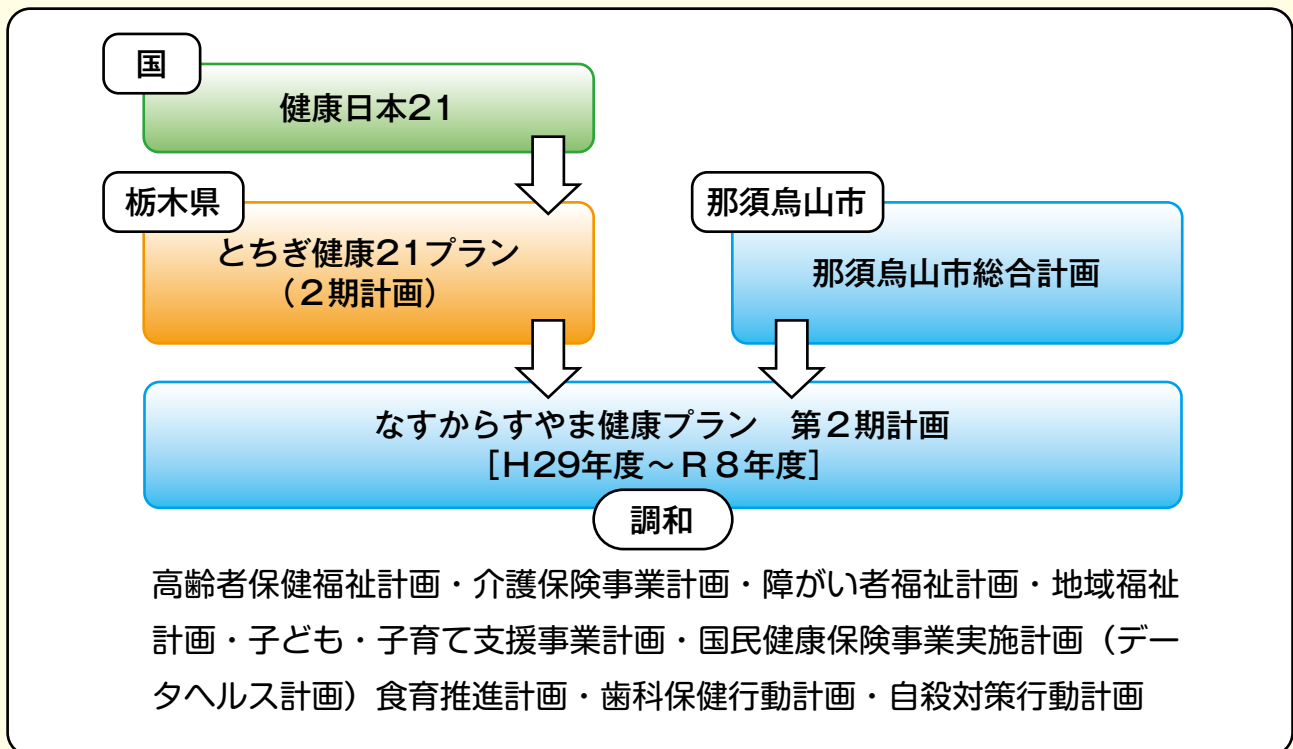 国
健康日本21
栃木県
とちぎ健康21プラン
（２期計画）
那須烏山市
那須烏山市総合計画
なすからすやま健康プラン　第２期計画
［H29年度～R８年度］
調和
高齢者保健福祉計画・介護保険事業計画・障がい者福祉計画・地域福祉
計画・子ども・子育て支援事業計画・国民健康保険事業実施計画（デー
タヘルス計画）食育推進計画・歯科保健行動計画・自殺対策行動計画